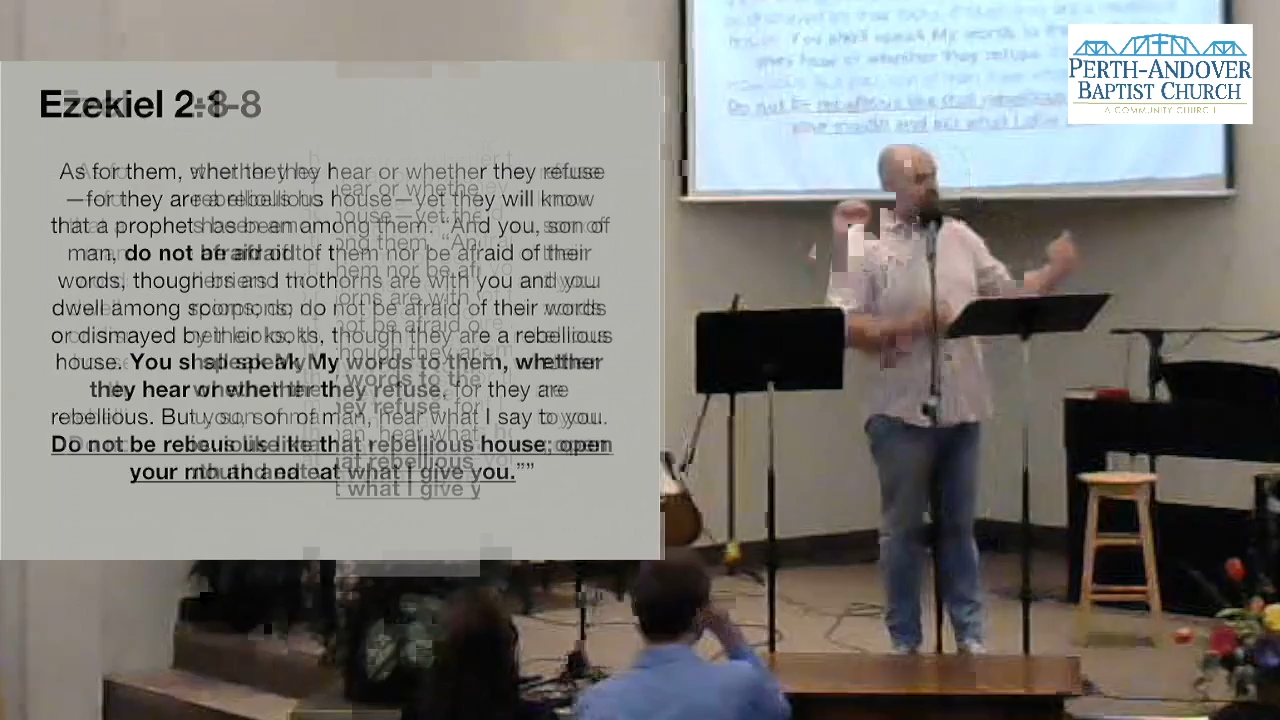 Ezekiel 2:
As for them, whether they hear or whether they refuse
—for they are a rebellious house—yet they will know
that a prophet has been among them. “And you, son of
man, do not be afraid of them nor be afraid of their
words, though briers and thorns are with you and you
dwell among scorpions; do not be afraid of their words
or dismayed by their looks, though they are a rebellious
house. You shall speak My words to them, whether
they hear or whether they refuse, for they are
rebellious. But you, son of man, hear what I say to you.
Do not be rebellious like that rebellious house; open
your mouth and eat what I give you.””
PERTH-ANDOVER
BAPTIST CHURCH
A COMMUNITY CHURCH